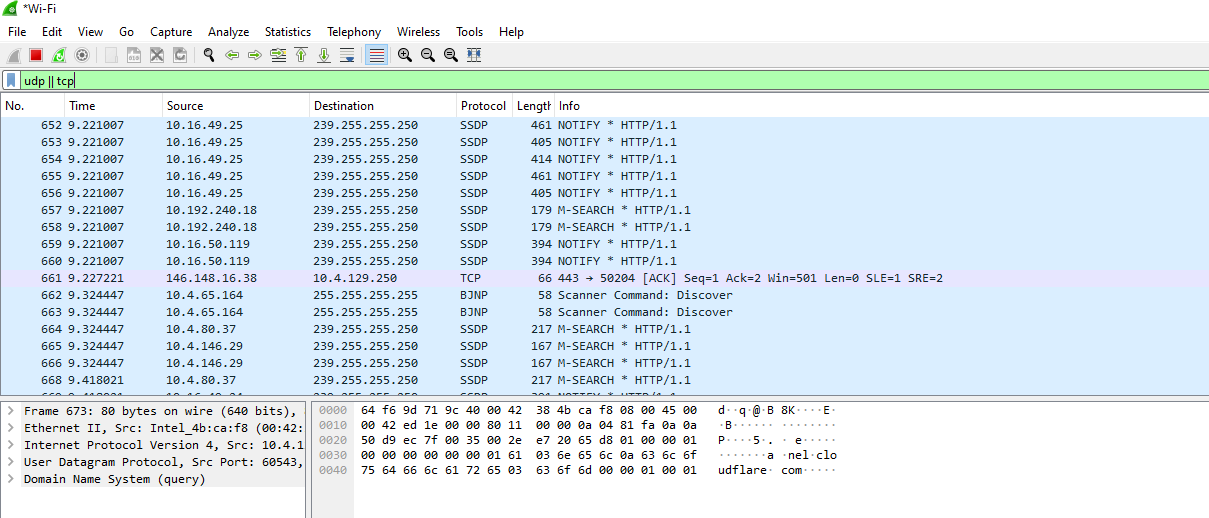 *Wi-Fi
File Edit View Go Capture Analyze Statistics Telephony Wireless Tools Help
udp || tcp
No. Time Source Destination Protocol Length Info
652 9.221007 10.16.49.25 239.255.255.250 SSDP 461 NOTIFY * HTTP/1.1
653 9.221007 10.16.49.25 239.255.255.250 SSDP 405 NOTIFY * HTTP/1.1
654 9.221007 10.16.49.25 239.255.255.250 SSDP 414 NOTIFY * HTTP/1.1
655 9.221007 10.16.49.25 239.255.255.250 SSDP 461 NOTIFY * HTTP/1.1
656 9.221007 10.16.49.25 239.255.255.250 SSDP 405 NOTIFY * HTTP/1.1
657 9.221007 10.192.240.18 239.255.255.250 SSDP 179 M-SEARCH * HTTP/1.1
658 9.221007 10.192.240.18 239.255.255.250 SSDP 179 M-SEARCH * HTTP/1.1
659 9.221007 10.16.50.119 239.255.255.250 SSDP 394 NOTIFY * HTTP/1.1
660 9.221007 10.16.50.119 239.255.255.250 SSDP 394 NOTIFY * HTTP/1.1
661 9.227221 146.148.16.38 10.4.129.250 TCP 66 443 → 50204 [ACK] Seq=1 Ack=2 Win=501 Len=0 SLE=1 SRE=2
662 9.324447 10.4.65.164 255.255.255.255 BJNP 58 Scanner Command: Discover
663 9.324447 10.4.65.164 255.255.255.255 BJNP 58 Scanner Command: Discover
664 9.324447 10.4.80.37 239.255.255.250 SSDP 217 M-SEARCH * HTTP/1.1
665 9.324447 10.4.146.29 239.255.255.250 SSDP 167 M-SEARCH * HTTP/1.1
666 9.324447 10.4.146.29 239.255.255.250 SSDP 167 M-SEARCH * HTTP/1.1
668 9.418021 10.4.80.37 239.255.255.250 SSDP 217 M-SEARCH * HTTP/1.1
Frame 673: 80 bytes on wire (640 bits),
Ethernet II, Src: Intel_4b:ca:f8 (00:42:
Internet Protocol Version 4, Src: 10.4.1
User Datagram Protocol, Src Port: 60543,
Domain Name System (query)
0000 64 f6 9d 71 9c 40 00 42 38 4b ca f8 08 00 45 00 d··q·@·B 8K····E·
0010 00 42 ed 1e 00 00 80 11 00 00 0a 04 81 fa 0a 0a ·B······ ········
0020 50 d9 ec 7f 00 35 00 2e e7 20 65 d8 01 00 00 01 P····5·. · e·····
0030 00 00 00 00 00 00 01 61 03 6e 65 6c 0a 63 6c 6f ·······a ·nel·clo
0040 75 64 66 6c 61 72 65 03 63 6f 6d 00 00 01 00 01 udflare· com·····